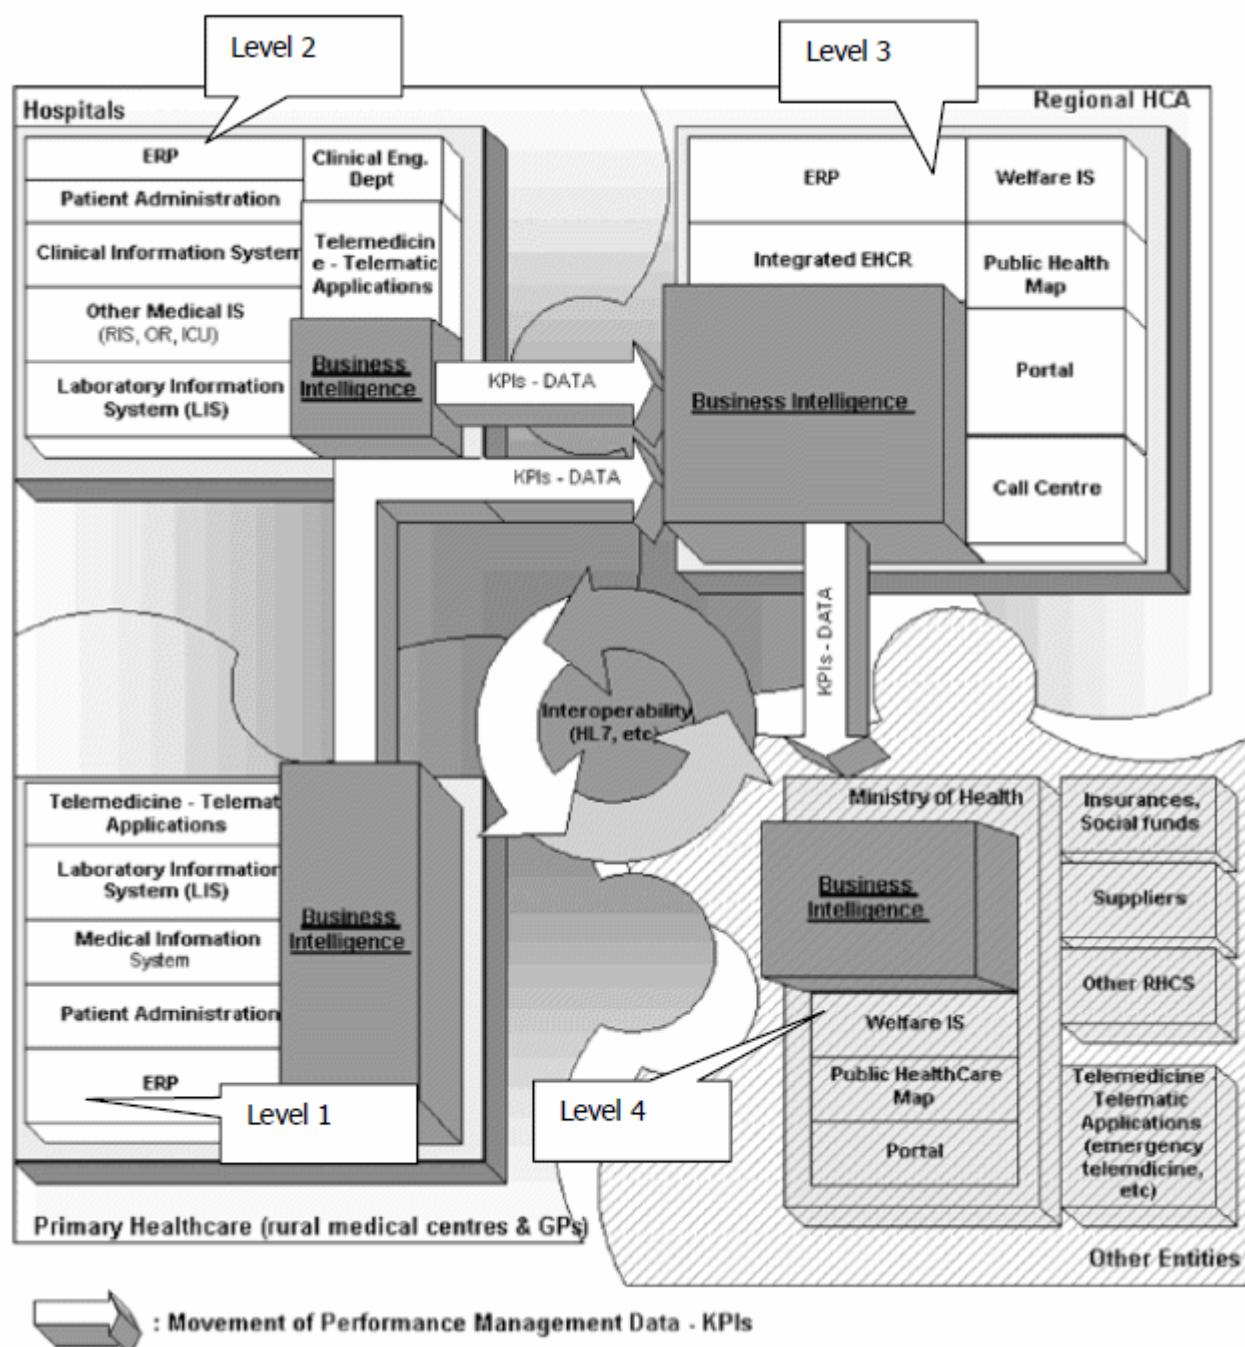 Level 2
Level 3
Hospitals
Regional HCA
ERP
Clinical Eng.
Dept
Patient Administration
Clinical Information System
Telemedicin
e - Telematic
Applications
Other Medical IS
(RIS, OR, ICU)
Laboratory Information
System (LIS)
Business
Intelligence
KPIs - DATA
KPIs - DATA
ERP
Welfare IS
Integrated EHCR
Public Health
Map
Business Intelligence
Portal
Call Centre
KPIs - DATA
Interoperability
(HL7, etc)
Telemedicine - Telemat
Applications
Laboratory Information
System (LIS)
Medical Infomation
System
Patient Administration
ERP
Business
Intelligence
Level 1
Primary Healthcare (rural medical centres & GPs)
Ministry of Health
Business
Intelligence
Welfare IS
Public HealthCare
Map
Portal
Level 4
Insurances,
Social funds
Suppliers
Other RHCS
Telemedicine -
Telematic
Applications
(emergency
telemdicine,
etc)
Other Entities
: Movement of Performance Management Data - KPIs